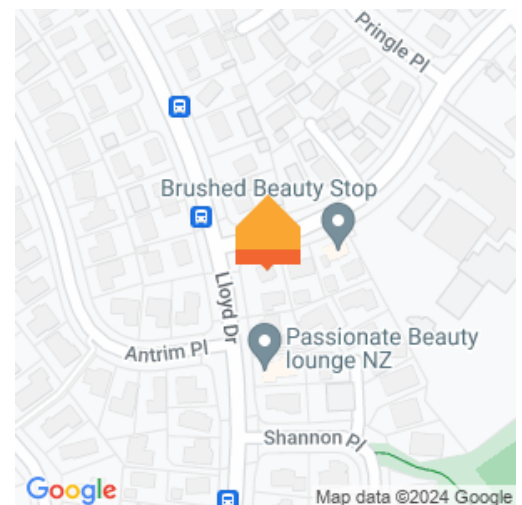 Pringle Pl
Brushed Beauty Stop
Lloyd Dr
Antrim Pl
Passionate Beauty
lounge NZ
Shannon Pl
Google
Map data ©2024 Google